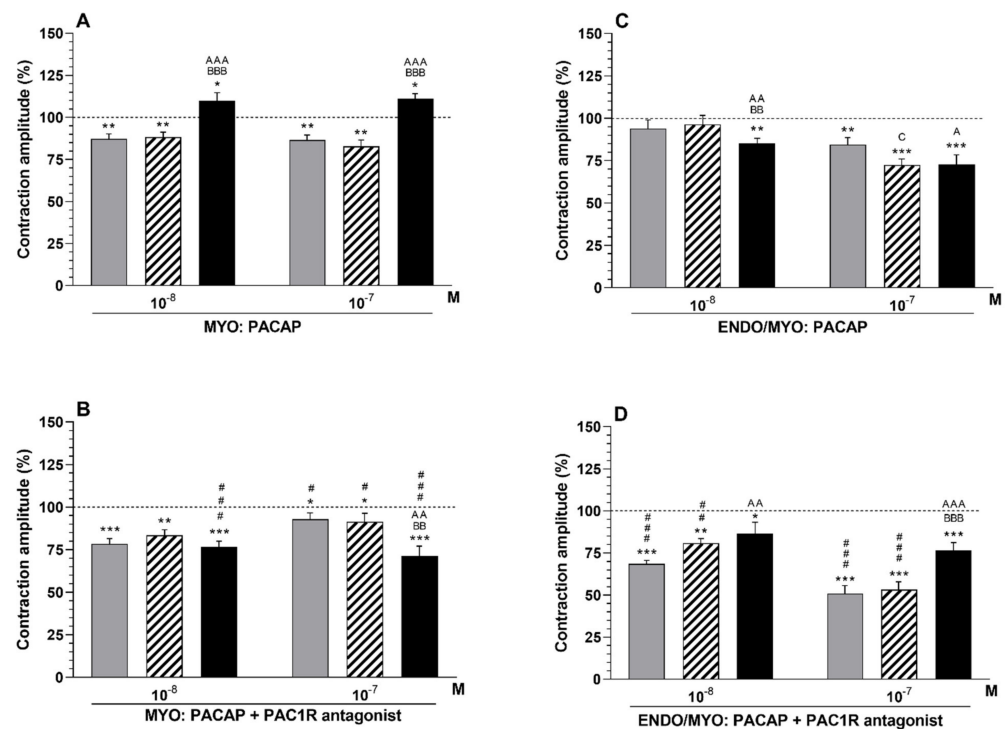 A
Contraction amplitude (%)
150
125
100
75
50
25
0
** ** AAA BBB * ** ** AAA BBB *
10-8 10-7 M
MYO: PACAP
C
Contraction amplitude (%)
150
125
100
75
50
25
0
AA BB ** ** C *** A ***
10-8 10-7 M
ENDO/MYO: PACAP
B
Contraction amplitude (%)
150
125
100
75
50
25
0
*** ** # # # *** # * # * # # # AA BB ***
10-8 10-7 M
MYO: PACAP + PAC1R antagonist
D
Contraction amplitude (%)
150
125
100
75
50
25
0
# # # *** # # ** AA * # # # *** # # # *** AAA BBB ***
10-8 10-7 M
ENDO/MYO: PACAP + PAC1R antagonist